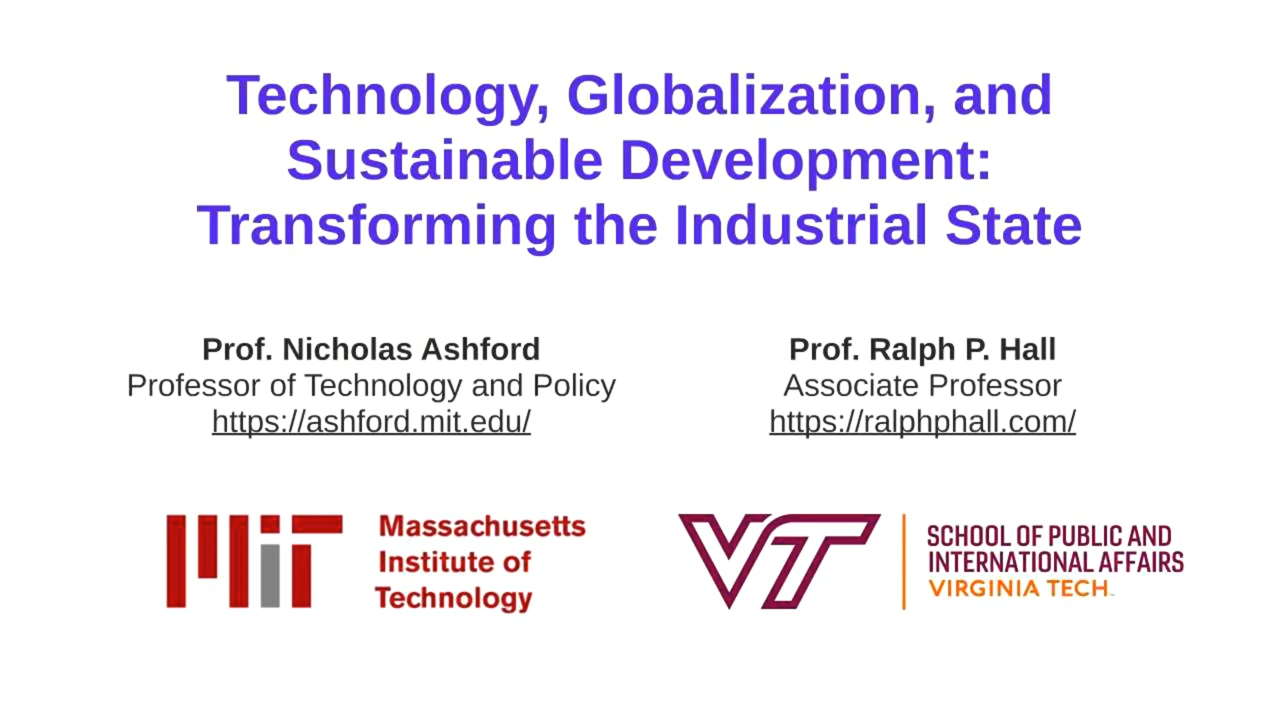 Technology, Globalization, and
Sustainable Development:
Transforming the Industrial State
Prof. Nicholas Ashford
Professor of Technology and Policy
https://ashford.mit.edu/
Prof. Ralph P. Hall
Associate Professor
https://ralphphall.com/
MIT
Massachusetts
Institute of
Technology
VT
SCHOOL OF PUBLIC AND
INTERNATIONAL AFFAIRS
VIRGINIA TECH